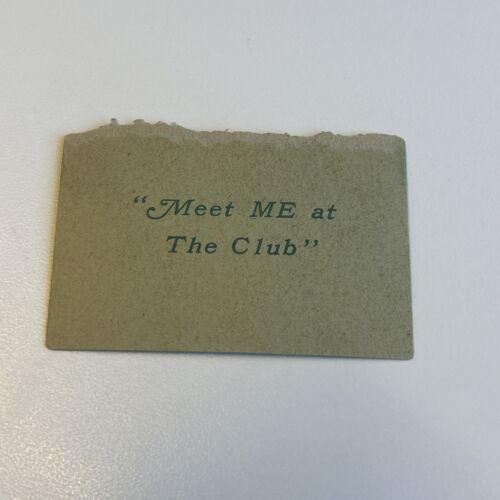 “Meet ME at
The Club”